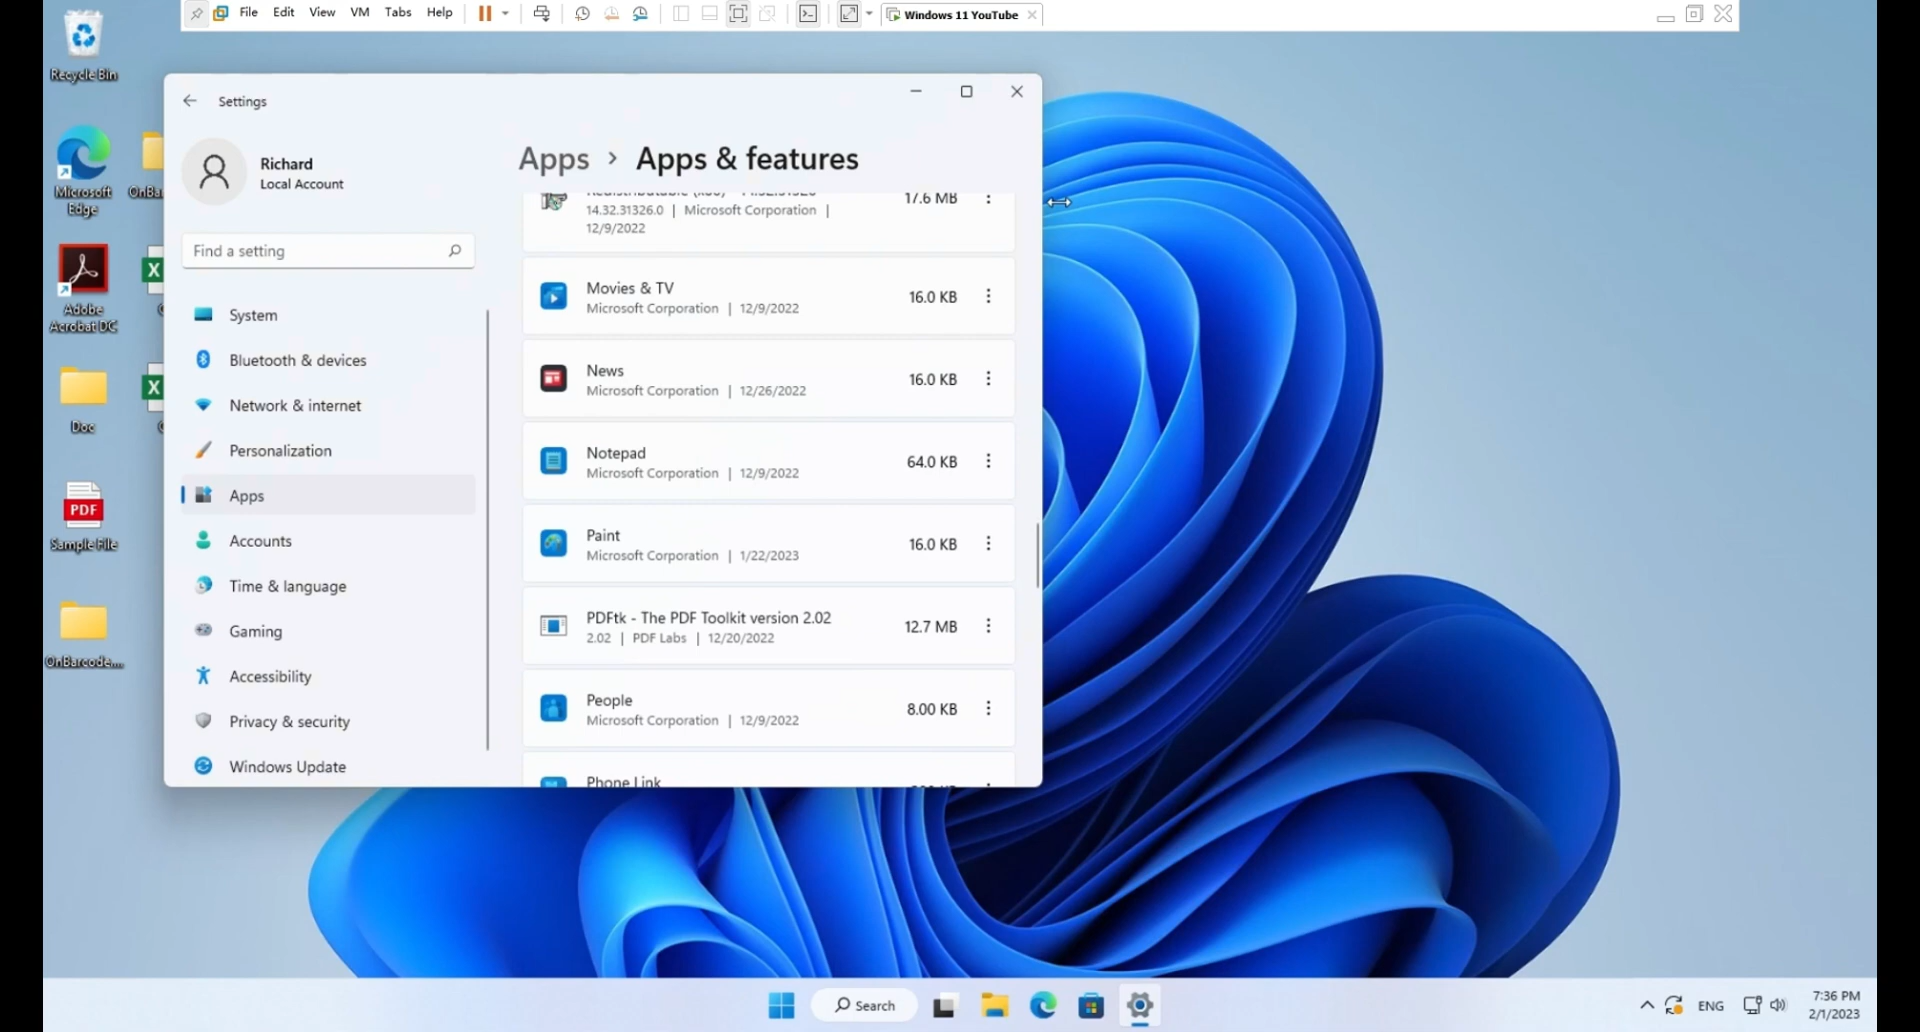 File Edit View VM Tabs Help Windows 11 YouTube
Recycle Bin
Microsoft
Edge
Adobe
Acrobat DC
Doc
Sample File
OnBarcode....
OnBa
Settings
Richard
Local Account
Find a setting
System
Bluetooth & devices
Network & internet
Personalization
Apps
Accounts
Time & language
Gaming
Accessibility
Privacy & security
Windows Update
Apps > Apps & features
17.6 MB
14.32.31326.0 | Microsoft Corporation |
12/9/2022
Movies & TV
Microsoft Corporation | 12/9/2022
16.0 KB
News
Microsoft Corporation | 12/26/2022
16.0 KB
Notepad
Microsoft Corporation | 12/9/2022
64.0 KB
Paint
Microsoft Corporation | 1/22/2023
16.0 KB
PDFtk - The PDF Toolkit version 2.02
2.02 | PDF Labs | 12/20/2022
12.7 MB
People
Microsoft Corporation | 12/9/2022
8.00 KB
Phone Link
PDF
Search
ENG
7:36 PM
2/1/2023